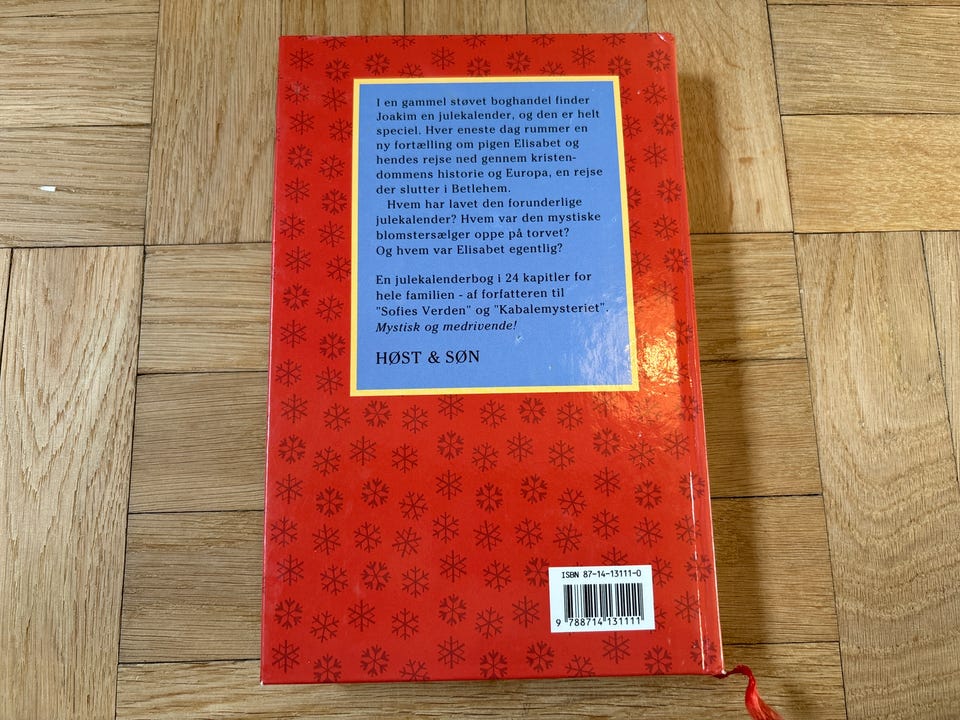 I en gammel støvet boghandel finder
Joakim en julekalender, og den er helt
speciel. Hver eneste dag rummer en
ny fortælling om pigen Elisabet og
hendes rejse ned gennem kristen-
dommens historie og Europa, en rejse
der slutter i Betlehem.
Hvem har lavet den forunderlige
julekalender? Hvem var den mystiske
blomstersælger oppe på torvet?
Og hvem var Elisabet egentlig?
En julekalenderbog i 24 kapitler for
hele familien - af forfatteren til
"Sofies Verden" og "Kabalemysteriet".
Mystisk og medrivende!
HØST & SØN
ISBN 87-14-13111-0
9 788714 131111